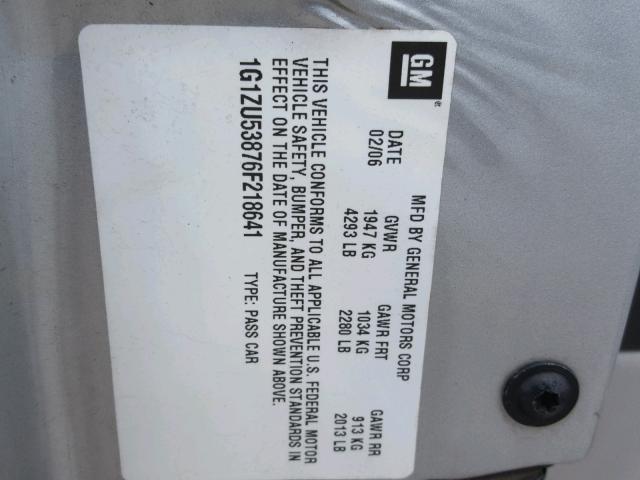 GM
MFD BY GENERAL MOTORS CORP
DATE GVWR GAWR FRT GAWR RR
02/06 1947 KG 1034 KG 913 KG
4293 LB 2280 LB 2013 LB
THIS VEHICLE CONFORMS TO ALL APPLICABLE U.S. FEDERAL MOTOR
VEHICLE SAFETY, BUMPER, AND THEFT PREVENTION STANDARDS IN
EFFECT ON THE DATE OF MANUFACTURE SHOWN ABOVE.
1G1ZU53876F218641 TYPE: PASS CAR